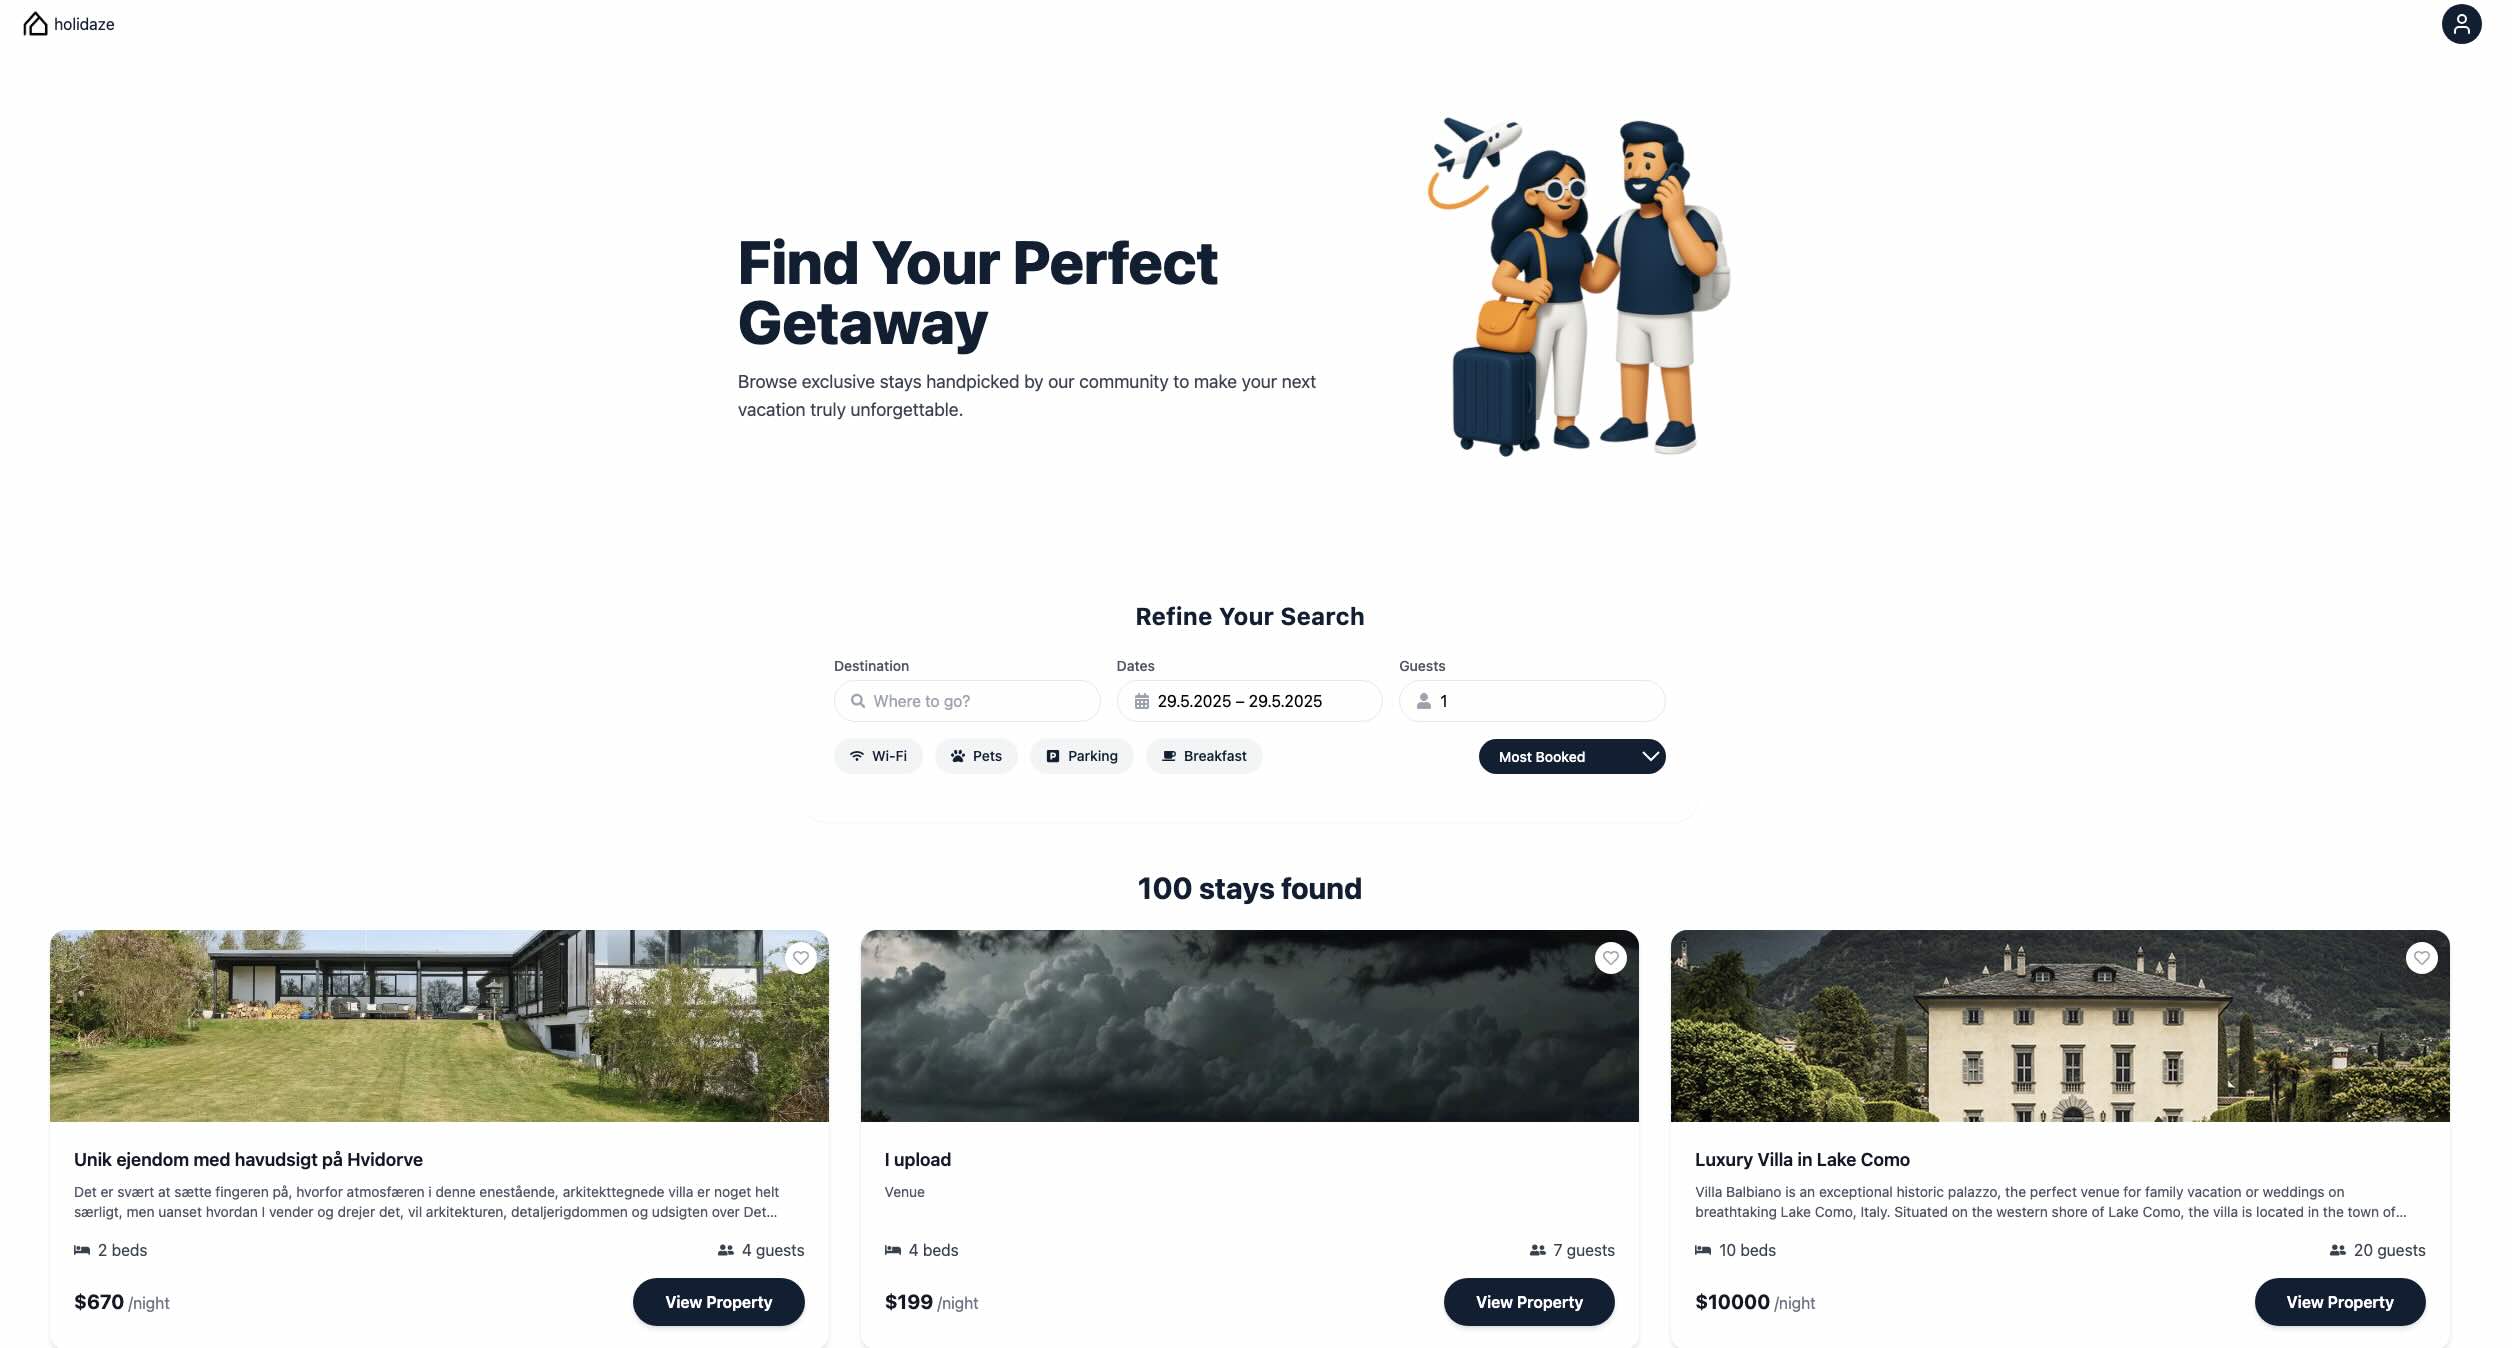 holidaze
Find Your Perfect
Getaway
Browse exclusive stays handpicked by our community to make your next
vacation truly unforgettable.
Refine Your Search
Destination
Dates
Guests
Where to go?
29.5.2025 – 29.5.2025
1
Wi-Fi
Pets
P
Parking
Breakfast
Most Booked
100 stays found
Unik ejendom med havudsigt på Hvidorve
Det er svært at sætte fingeren på, hvorfor atmosfæren i denne enestående, arkitekttegnede villa er noget helt
særligt, men uanset hvordan I vender og drejer det, vil arkitekturen, detaljerigdommen og udsigten over Det...
2 beds
4 guests
$670 /night
View Property
I upload
Venue
4 beds
7 guests
$199 /night
View Property
Luxury Villa in Lake Como
Villa Balbiano is an exceptional historic palazzo, the perfect venue for family vacation or weddings on
breathtaking Lake Como, Italy. Situated on the western shore of Lake Como, the villa is located in the town of...
10 beds
20 guests
$10000 /night
View Property